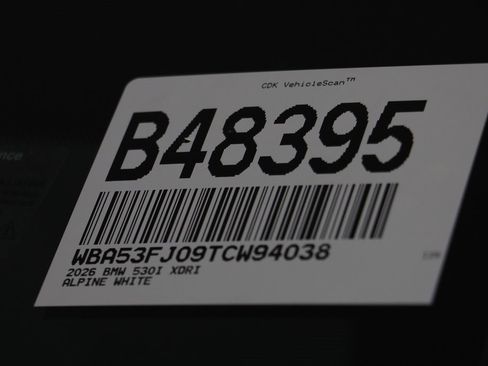 CDK VehicleScan™
B48395
WBA53FJ09TCW94038
2026 BMW 530I XDRI
ALPINE WHITE